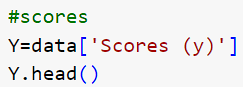 #scores
Y=data['Scores (y)']
Y.head()